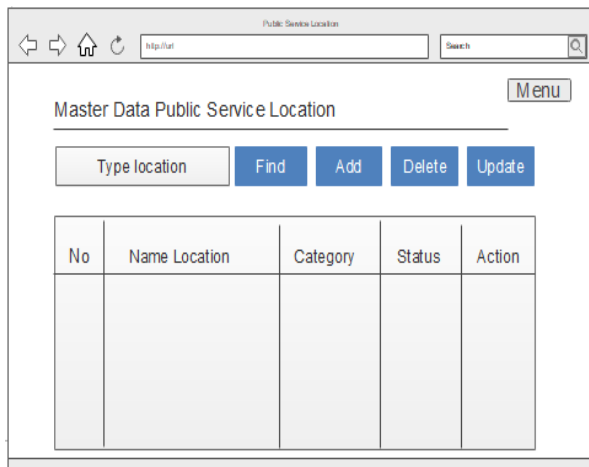 Public Service Location
http://url
Search
Menu
Master Data Public Service Location
Type location Find Add Delete Update
No Name Location Category Status Action